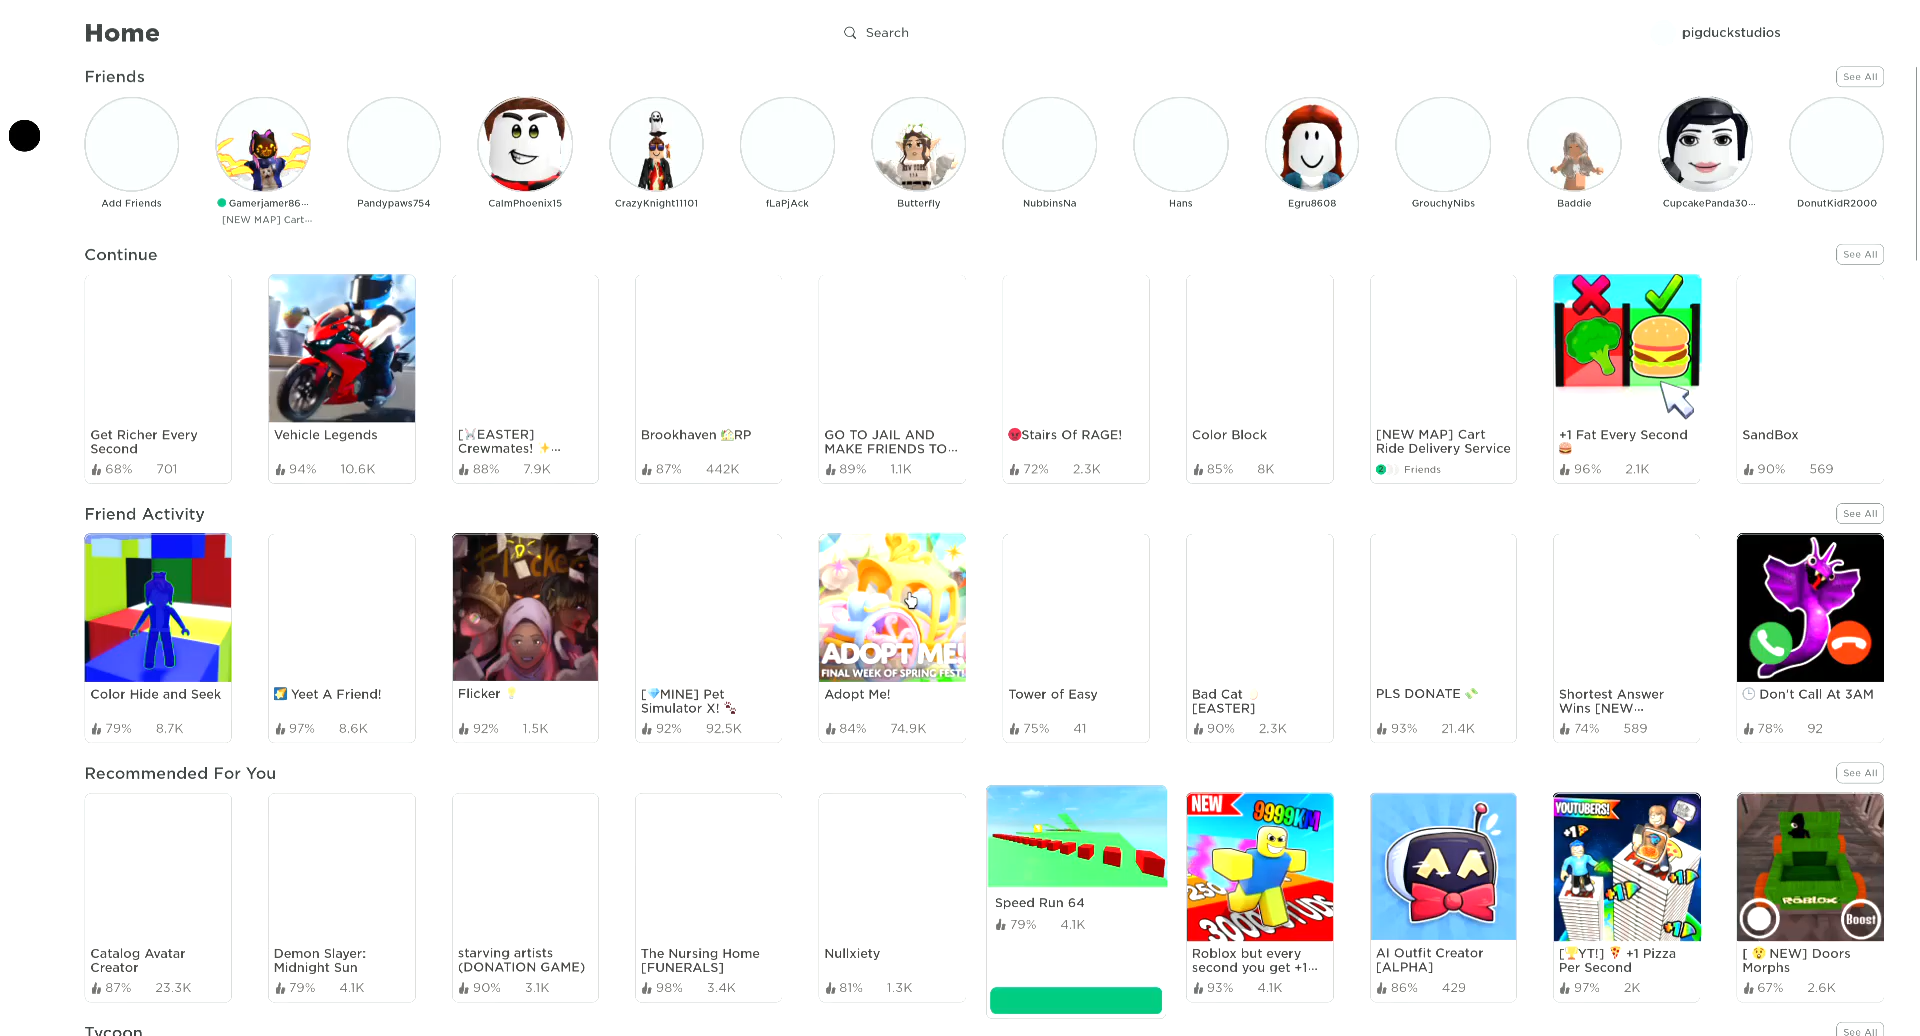 Home
Search
pigduckstudios
Friends
See All
Add Friends
Gamerjamer86...
[NEW MAP] Cart...
Pandypaws754
CalmPhoenix15
CrazyKnight11101
fLaPjAck
Butterfly
NubbinsNa
Hans
Egru8608
GrouchyNibs
Baddie
CupcakePanda30...
DonutKidR2000
Continue
See All
Get Richer Every
Second
68% 701
Vehicle Legends
94% 10.6K
[🐰EASTER]
Crewmates! ✨...
88% 7.9K
Brookhaven 🏡RP
87% 442K
GO TO JAIL AND
MAKE FRIENDS TO...
89% 1.1K
😡Stairs Of RAGE!
72% 2.3K
Color Block
85% 8K
[NEW MAP] Cart
Ride Delivery Service
2 Friends
+1 Fat Every Second
🍔
96% 2.1K
SandBox
90% 569
Friend Activity
See All
Color Hide and Seek
79% 8.7K
Yeet A Friend!
97% 8.6K
Flicker
Flicker 💡
92% 1.5K
[💎MINE] Pet
Simulator X! 🐾
92% 92.5K
ADOPT ME!
FINAL WEEK OF SPRING FEST!
Adopt Me!
84% 74.9K
Tower of Easy
75% 41
Bad Cat 🌙
[EASTER]
90% 2.3K
PLS DONATE 💸
93% 21.4K
Shortest Answer
Wins [NEW...
74% 589
🕒 Don't Call At 3AM
78% 92
Recommended For You
See All
Catalog Avatar
Creator
87% 23.3K
Demon Slayer:
Midnight Sun
79% 4.1K
starving artists
(DONATION GAME)
90% 3.1K
The Nursing Home
[FUNERALS]
98% 3.4K
Nullxiety
81% 1.3K
Speed Run 64
79% 4.1K
NEW
9999KM
250
3000 STUDS
Roblox but every
second you get +1...
93% 4.1K
AI Outfit Creator
[ALPHA]
86% 429
YOUTUBERS!
+1
+1
+1
+1
[🏆YT!] 🍕 +1 Pizza
Per Second
97% 2K
ROBLOX
Boost
[ 😲 NEW] Doors
Morphs
67% 2.6K
Tycoon
See All